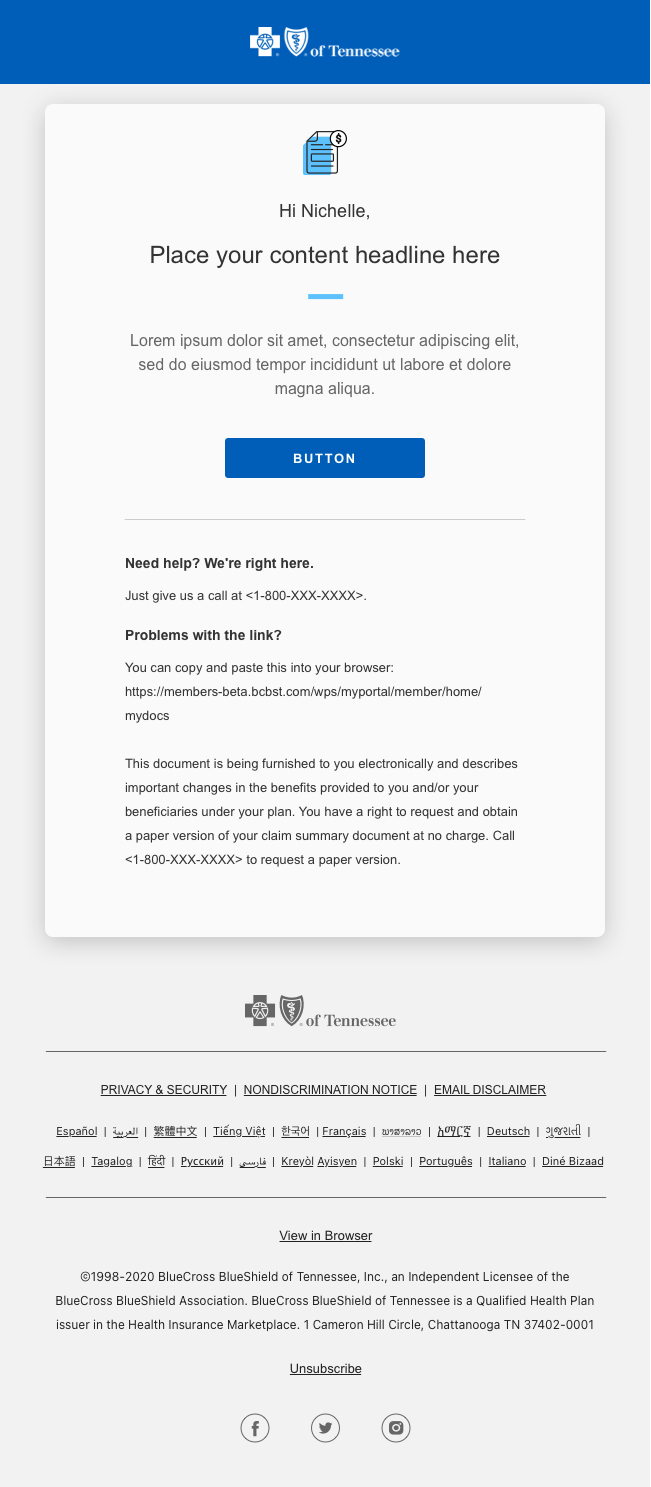 of Tennessee
$
Hi Nichelle,
Place your content headline here
Lorem ipsum dolor sit amet, consectetur adipiscing elit,
sed do eiusmod tempor incididunt ut labore et dolore
magna aliqua.
BUTTON
Need help? We're right here.
Just give us a call at <1-800-XXX-XXXX>.
Problems with the link?
You can copy and paste this into your browser:
https://members-beta.bcbst.com/wps/myportal/member/home/
mydocs
This document is being furnished to you electronically and describes
important changes in the benefits provided to you and/or your
beneficiaries under your plan. You have a right to request and obtain
a paper version of your claim summary document at no charge. Call
<1-800-XXX-XXXX> to request a paper version.
of Tennessee
PRIVACY & SECURITY | NONDISCRIMINATION NOTICE | EMAIL DISCLAIMER
Español | العربية | 繁體中文 | Tiếng Việt | 한국어 | Français | ພາສາລາວ | አማርኛ | Deutsch | ગુજરાતી |
日本語 | Tagalog | हिंदी | Русский | فارسی | Kreyòl Ayisyen | Polski | Português | Italiano | Diné Bizaad
View in Browser
©1998-2020 BlueCross BlueShield of Tennessee, Inc., an Independent Licensee of the
BlueCross BlueShield Association. BlueCross BlueShield of Tennessee is a Qualified Health Plan
issuer in the Health Insurance Marketplace. 1 Cameron Hill Circle, Chattanooga TN 37402-0001
Unsubscribe